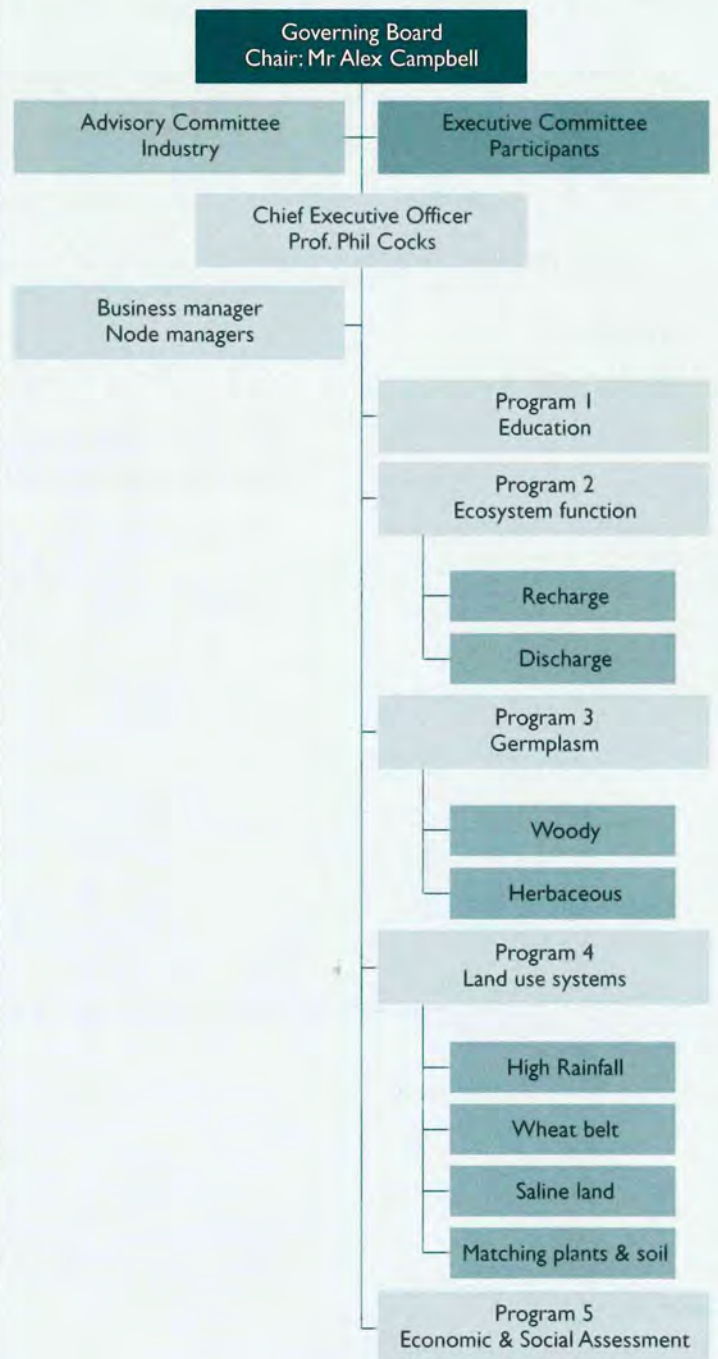 Governing Board
Chair: Mr Alex Campbell
Advisory Committee
Industry
Executive Committee
Participants
Chief Executive Officer
Prof. Phil Cocks
Business manager
Node managers
Program 1
Education
Program 2
Ecosystem function
Recharge
Discharge
Program 3
Germplasm
Woody
Herbaceous
Program 4
Land use systems
High Rainfall
Wheat belt
Saline land
Matching plants & soil
Program 5
Economic & Social Assessment